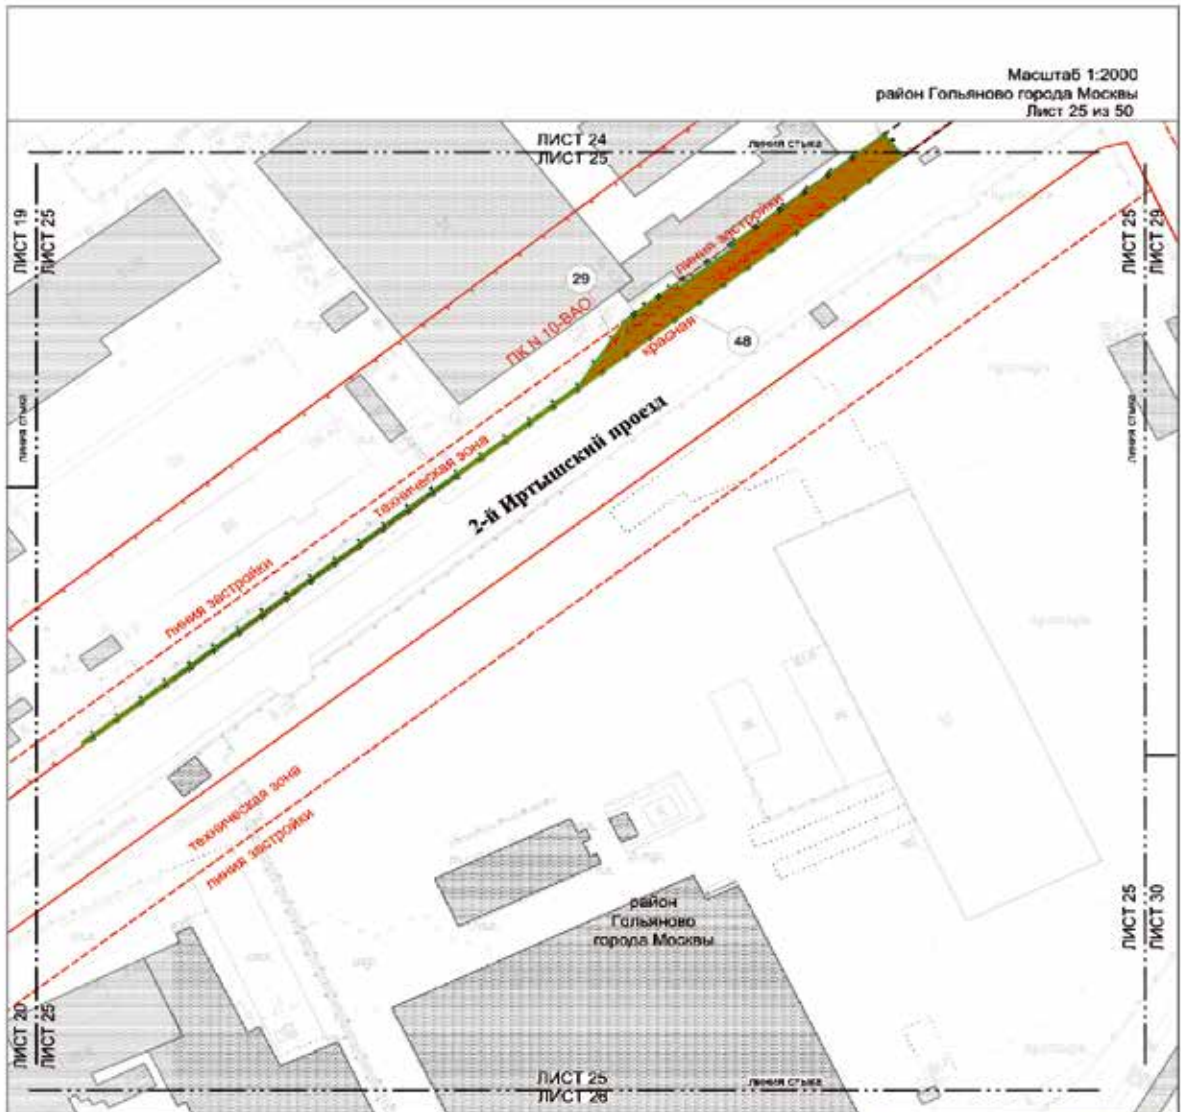 Масштаб 1:2000
район Гольяново города Москвы
Лист 25 из 50
ЛИСТ 24
ЛИСТ 25
линия стыка
ЛИСТ 19
ЛИСТ 25
ЛИСТ 25
ЛИСТ 29
линия застройки
29
ПК N 10-ВАО
красная
48
линия стыка
линия стыка
2-й Иртышский проезд
техническая зона
линия застройки
техническая зона
линия застройки
район
Гольяново
города Москвы
ЛИСТ 25
ЛИСТ 30
ЛИСТ 20
ЛИСТ 25
ЛИСТ 25
ЛИСТ 26
линия стыка